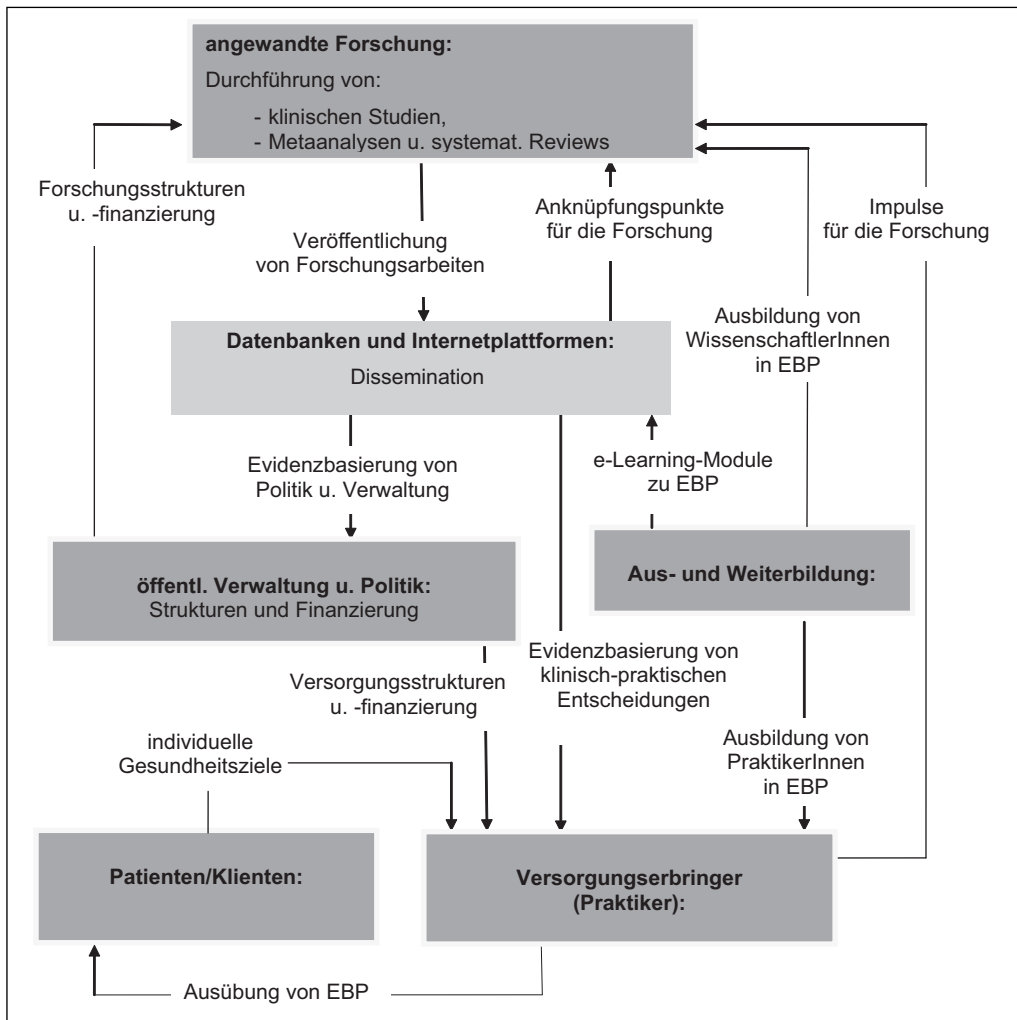 angewandte Forschung:
Durchführung von:
- klinischen Studien,
- Metaanalysen u. systemat. Reviews
Forschungsstrukturen
u. -finanzierung
Veröffentlichung
von Forschungsarbeiten
Anknüpfungspunkte
für die Forschung
Impulse
für die Forschung
Ausbildung von
WissenschaftlerInnen
in EBP
Datenbanken und Internetplattformen:
Dissemination
Evidenzbasierung von
Politik u. Verwaltung
e-Learning-Module
zu EBP
öffentl. Verwaltung u. Politik:
Strukturen und Finanzierung
Aus- und Weiterbildung:
Versorgungsstrukturen
u. -finanzierung
Evidenzbasierung von
klinisch-praktischen
Entscheidungen
individuelle
Gesundheitsziele
Ausbildung von
PraktikerInnen
in EBP
Patienten/Klienten:
Versorgungserbringer
(Praktiker):
Ausübung von EBP